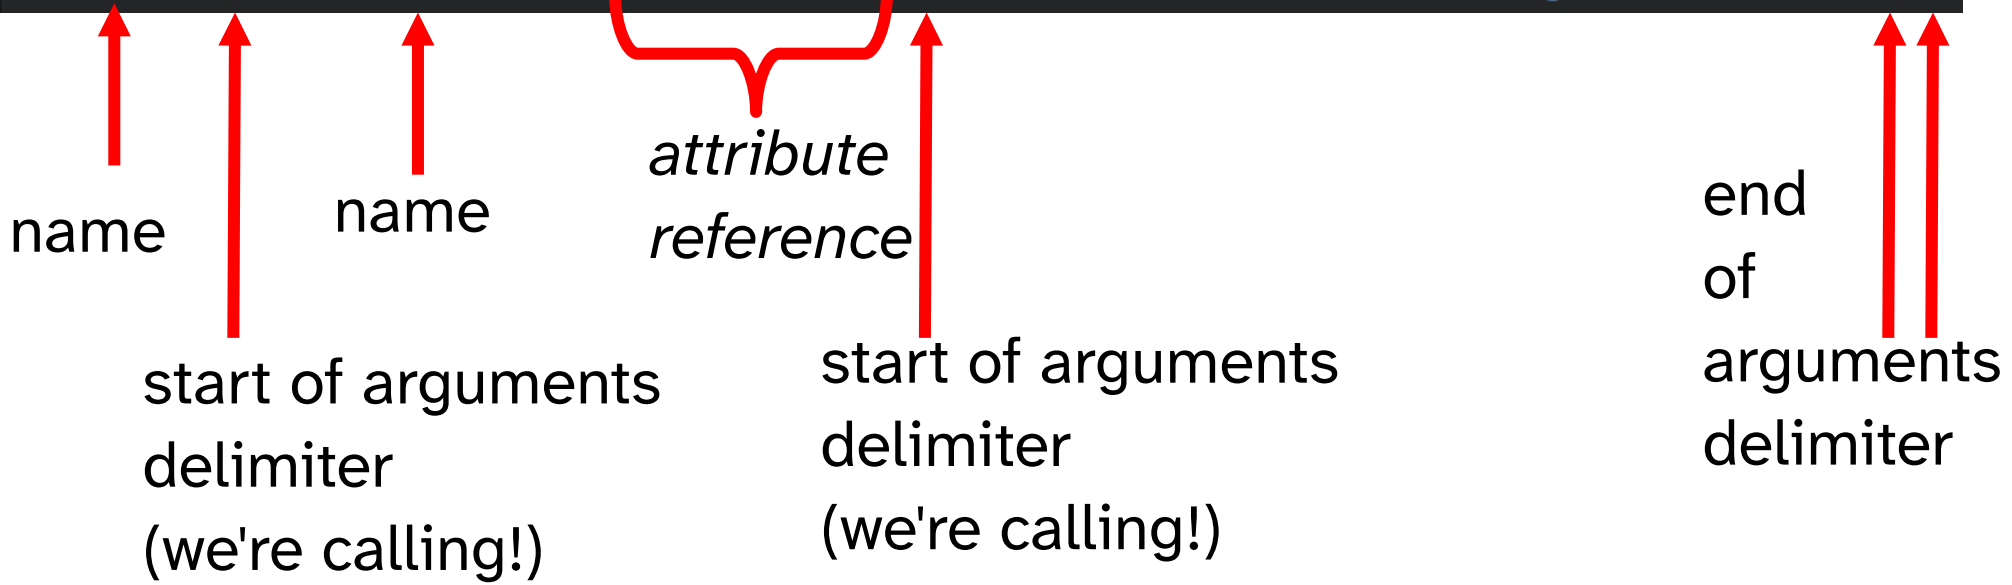 name
start of arguments
delimiter
(we're calling!)
name
attribute
reference
start of arguments
delimiter
(we're calling!)
end
of
arguments
delimiter